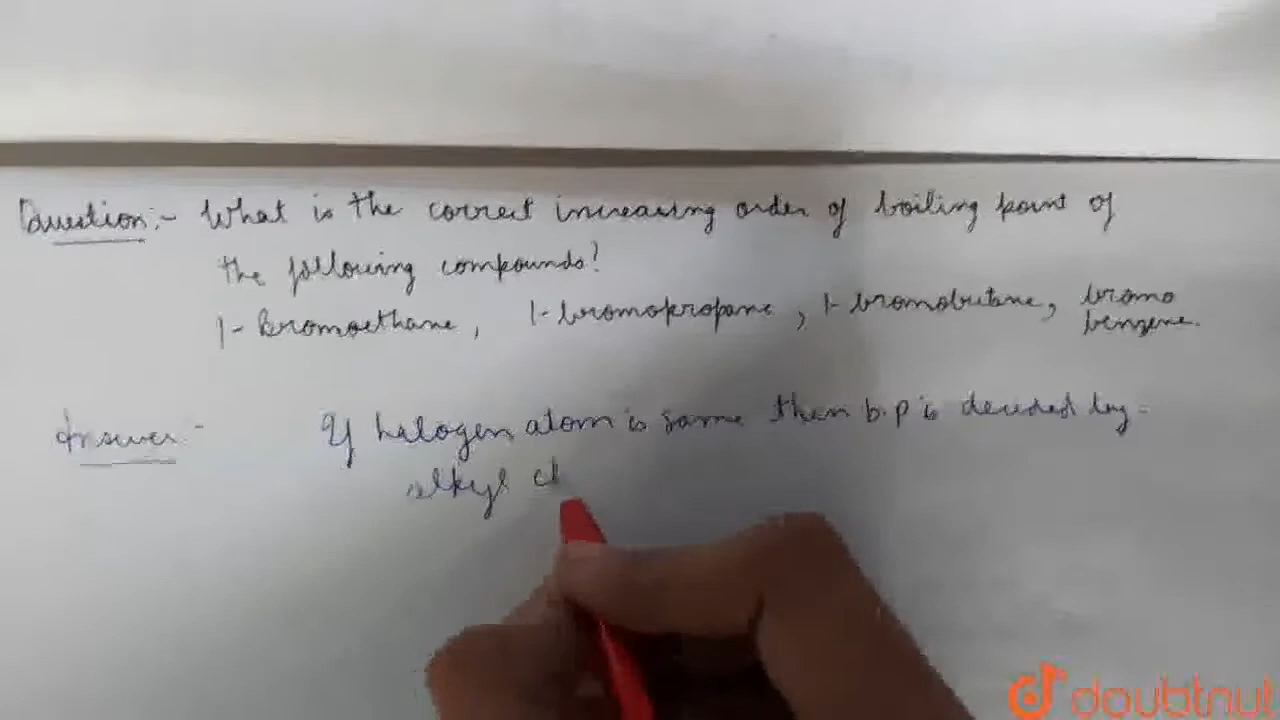 Question:- What is the correct increasing order of boiling point of
the following compounds?
1-Bromoethane, 1-bromopropane, 1-bromobutane, bromo
benzene.
Answer:- If halogen atom is same then b.p is decided by-
alkyl ch
doubtnut